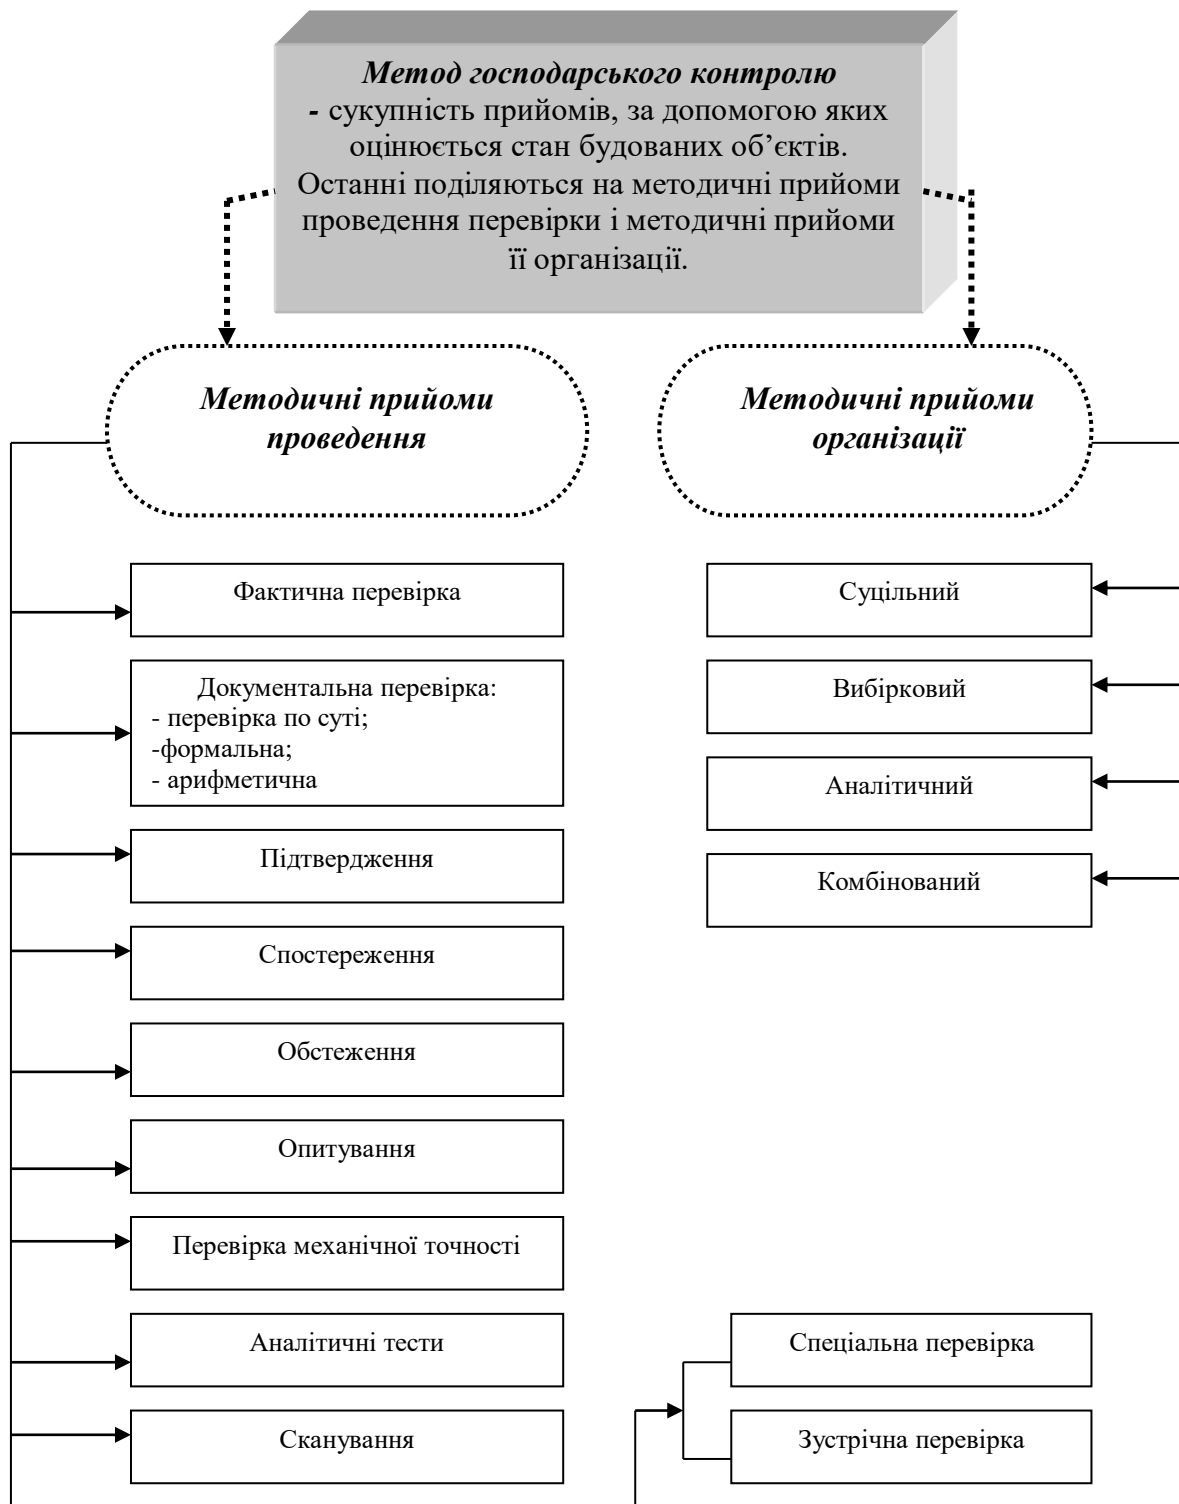 Метод господарського контролю
- сукупність прийомів, за допомогою яких
оцінюється стан будованих об’єктів.
Останні поділяються на методичні прийоми
проведення перевірки і методичні прийоми
її організації.
Методичні прийоми
проведення
Методичні прийоми
організації
Фактична перевірка
Документальна перевірка:
- перевірка по суті;
-формальна;
- арифметична
Підтвердження
Спостереження
Обстеження
Опитування
Перевірка механічної точності
Аналітичні тести
Сканування
Суцільний
Вибірковий
Аналітичний
Комбінований
Спеціальна перевірка
Зустрічна перевірка